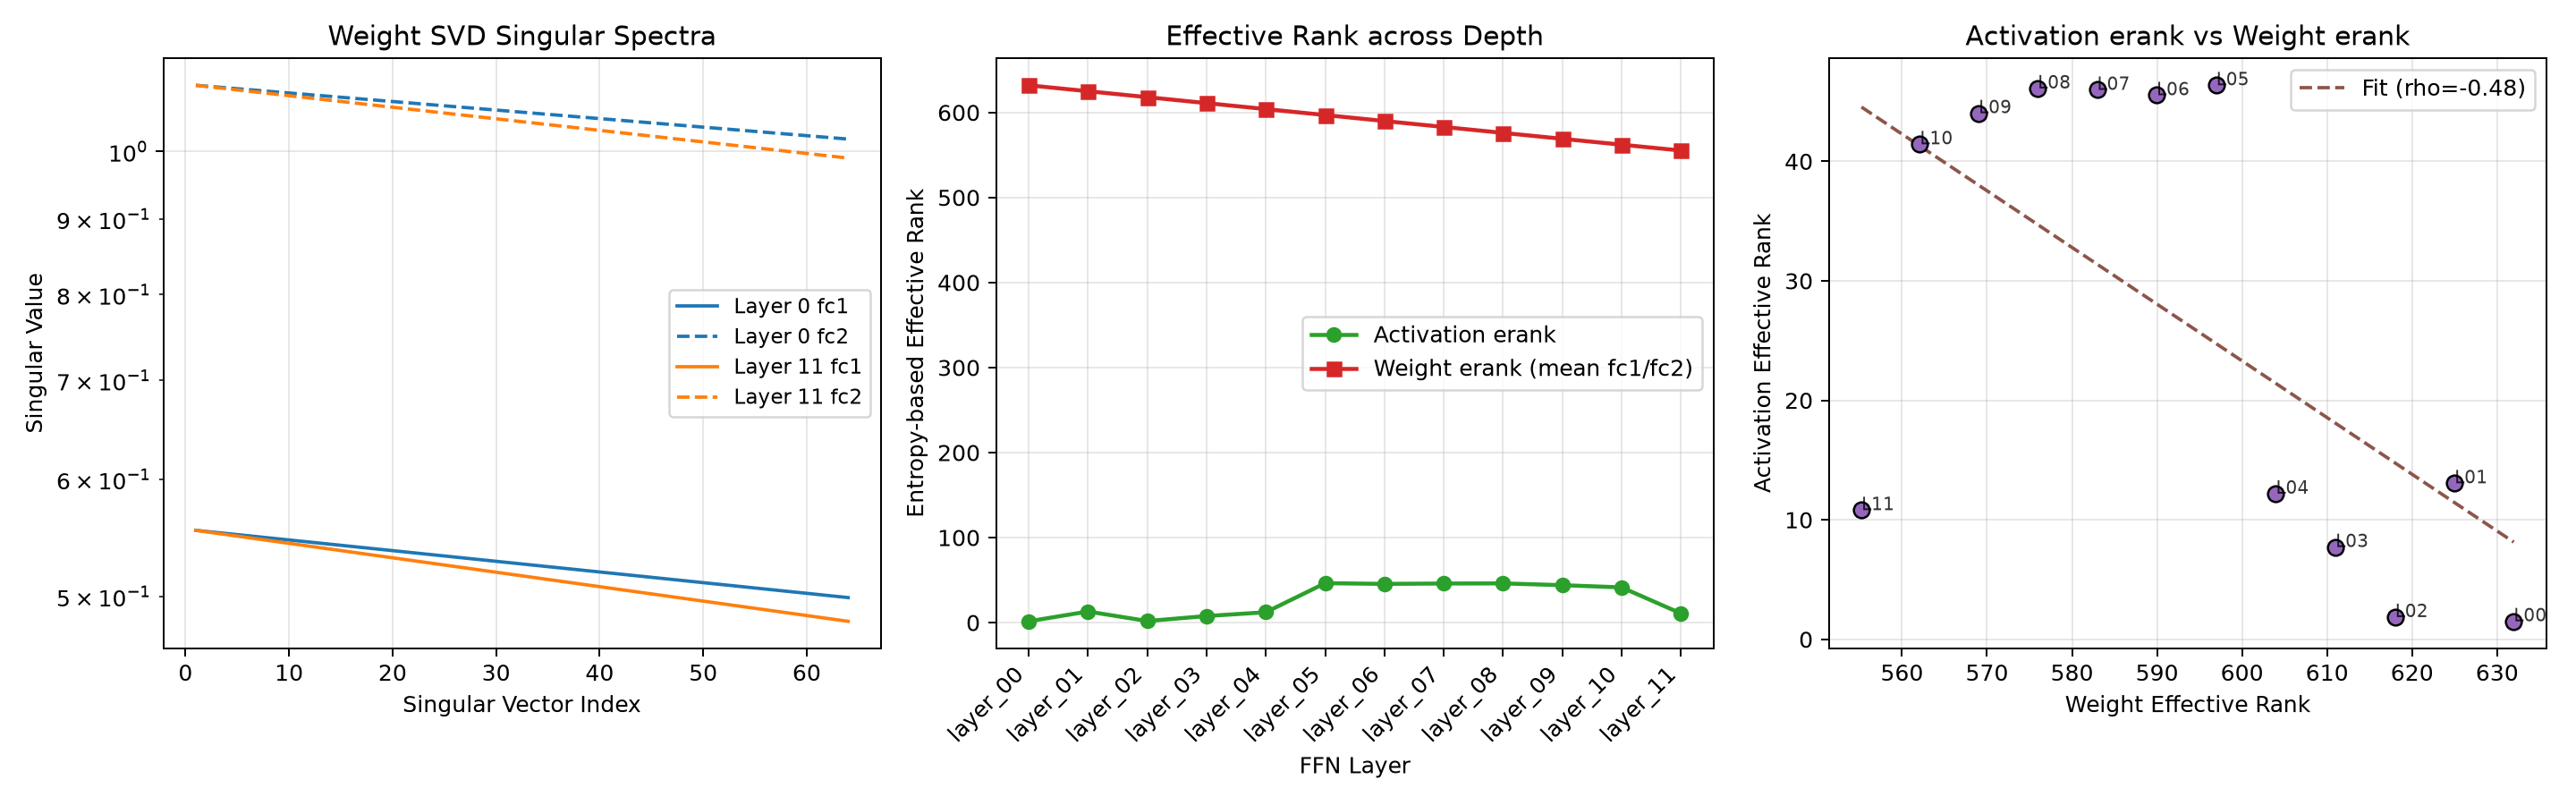 Weight SVD Singular Spectra
Singular Value
10⁰
9 × 10⁻¹
8 × 10⁻¹
7 × 10⁻¹
6 × 10⁻¹
5 × 10⁻¹
Layer 0 fc1
Layer 0 fc2
Layer 11 fc1
Layer 11 fc2
0 10 20 30 40 50 60
Singular Vector Index
Effective Rank across Depth
Entropy-based Effective Rank
600
500
400
300
200
100
0
Activation erank
Weight erank (mean fc1/fc2)
layer_00 layer_01 layer_02 layer_03 layer_04 layer_05 layer_06 layer_07 layer_08 layer_09 layer_10 layer_11
FFN Layer
Activation erank vs Weight erank
Activation Effective Rank
40
30
20
10
0
Fit (rho=-0.48)
L08
L07
L06
L05
L09
L10
L11
L04
L01
L03
L02
L00
560 570 580 590 600 610 620 630
Weight Effective Rank